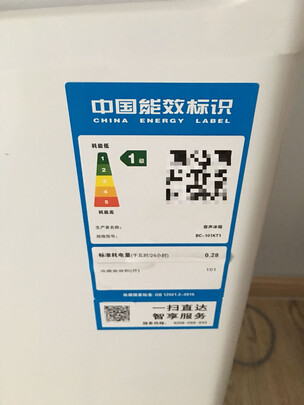 中国能效标识
CHINA ENERGY LABEL
耗能低
1
2
3
4
5
1级
耗能高
生产者名称:
容声冰箱
规格型号:
BC-101KT1
标准耗电量(千瓦时/24小时)
0.28
冷藏室容积(升)
101
依据国家标准 GB 12021.2-2015
一扫直达
智享服务